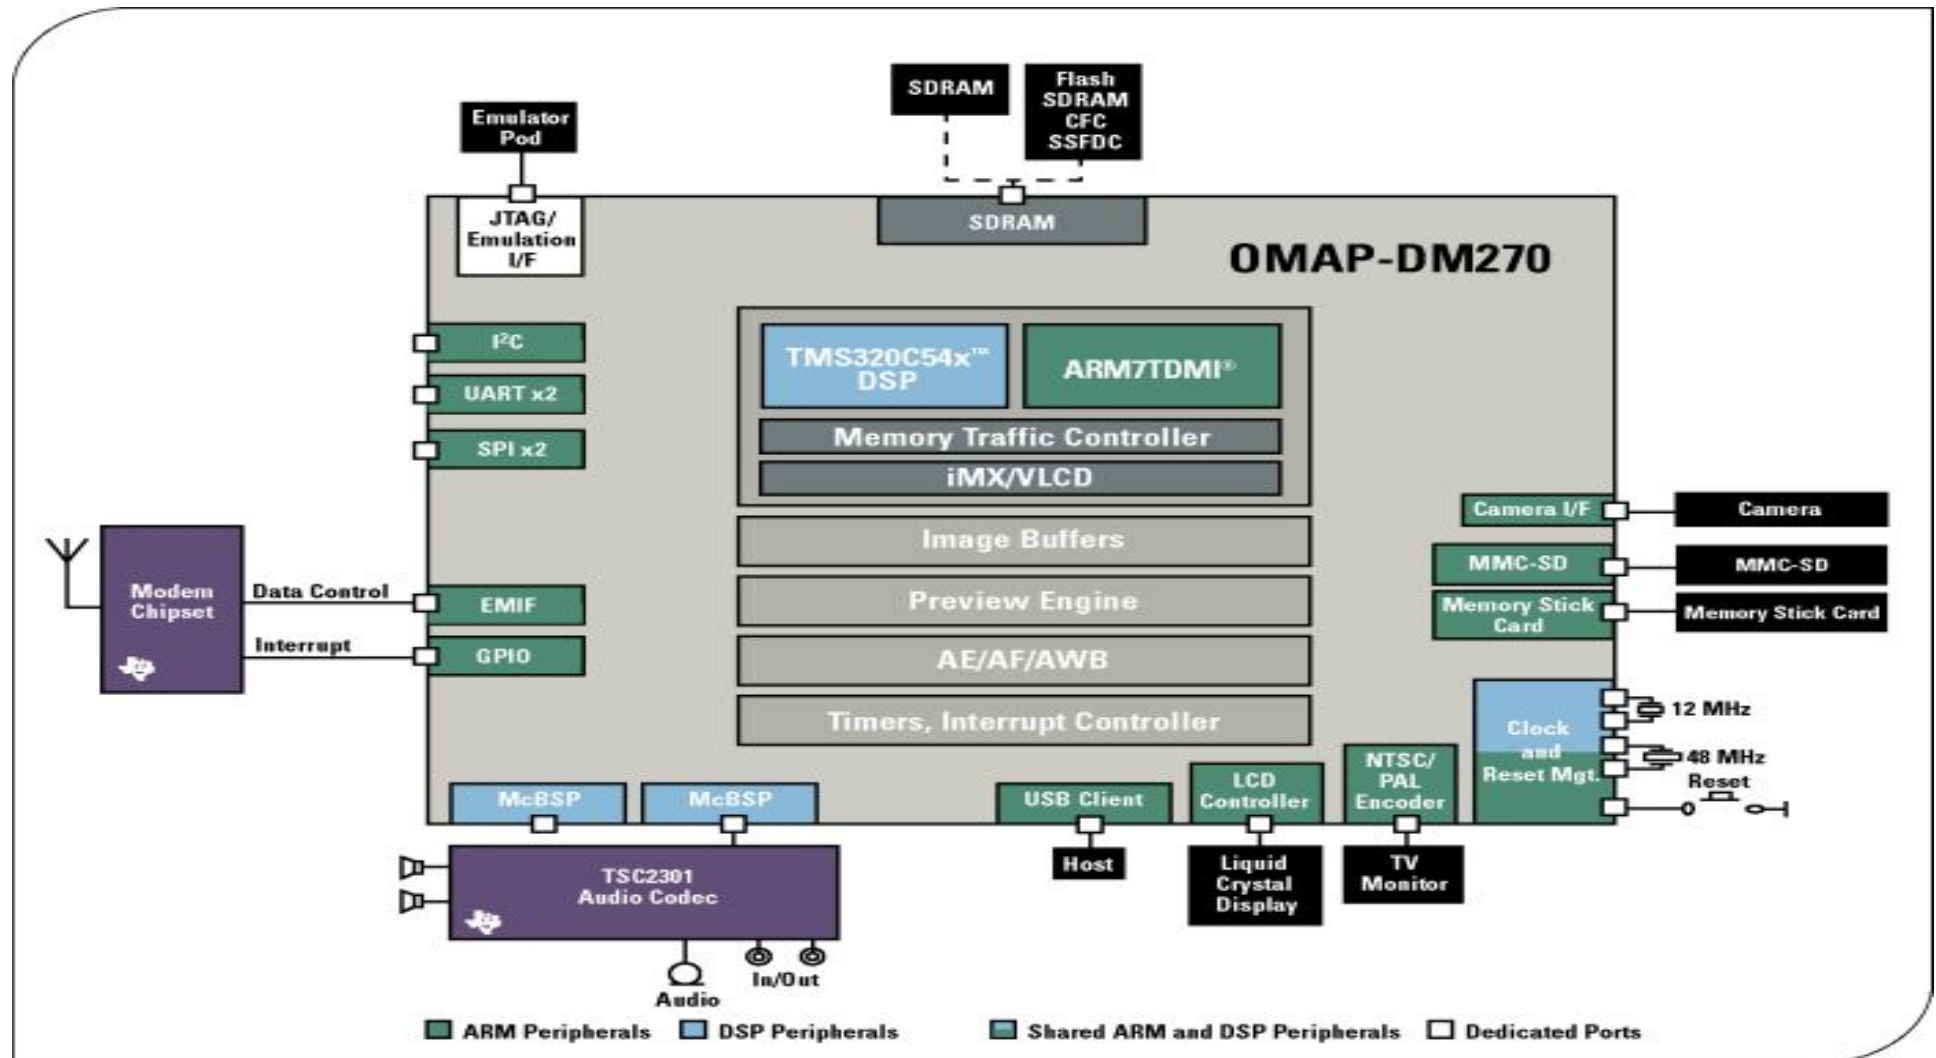 SDRAM
Flash
SDRAM
CFC
SSFDC
Emulator
Pod
JTAG/
Emulation
I/F
SDRAM
OMAP-DM270
I²C
UART x2
SPI x2
TMS320C54x™
DSP
ARM7TDMI®
Memory Traffic Controller
iMX/VLCD
Image Buffers
Preview Engine
AE/AF/AWB
Timers, Interrupt Controller
Modem
Chipset
Data Control
Interrupt
EMIF
GPIO
Camera I/F
Camera
MMC-SD
MMC-SD
Memory Stick
Card
Memory Stick Card
Clock
and
Reset Mgt.
12 MHz
48 MHz
Reset
McBSP
McBSP
USB Client
LCD
Controller
NTSC/
PAL
Encoder
TSC2301
Audio Codec
Host
Liquid
Crystal
Display
TV
Monitor
In/Out
Audio
ARM Peripherals
DSP Peripherals
Shared ARM and DSP Peripherals
Dedicated Ports